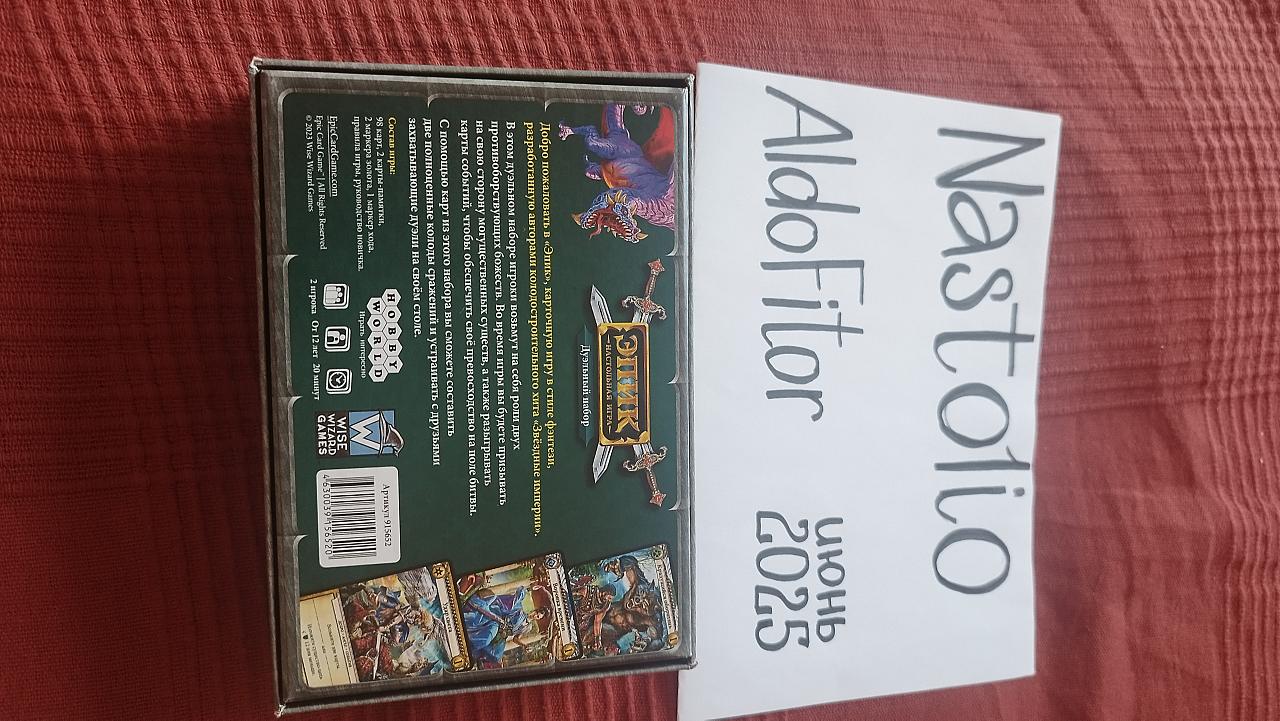 Nastolio
AldoFitor
июнь
2025
ЭПИК
НАСТОЛЬНАЯ ИГРА
Дуэльный набор
Добро пожаловать в «Эпик», карточную игру в стиле фэнтези,
разработанную авторами колодостроительного хита «Звёздные империи».
В этом дуэльном наборе игроки возьмут на себя роли двух
противоборствующих божеств. Во время игры вы будете призывать
на свою сторону могущественных существ, а также разыгрывать
карты событий, чтобы обеспечить своё превосходство на поле битвы.
С помощью карт из этого набора вы сможете составить
две полноценные колоды сражений и устраивать с друзьями
захватывающие дуэли на своём столе.
Состав игры:
98 карт, 2 карты-памятки,
2 маркера золота, 1 маркер хода,
правила игры, руководство новичка.
EpicCardGame.com
Epic Card Game™ | All Rights Reserved
© 2023 Wise Wizard Games
HOBBY
WORLD
Играть интересно
2 игрока От 12 лет 20 минут
W
WISE
WIZARD
GAMES
Артикул 915652
4630039156520